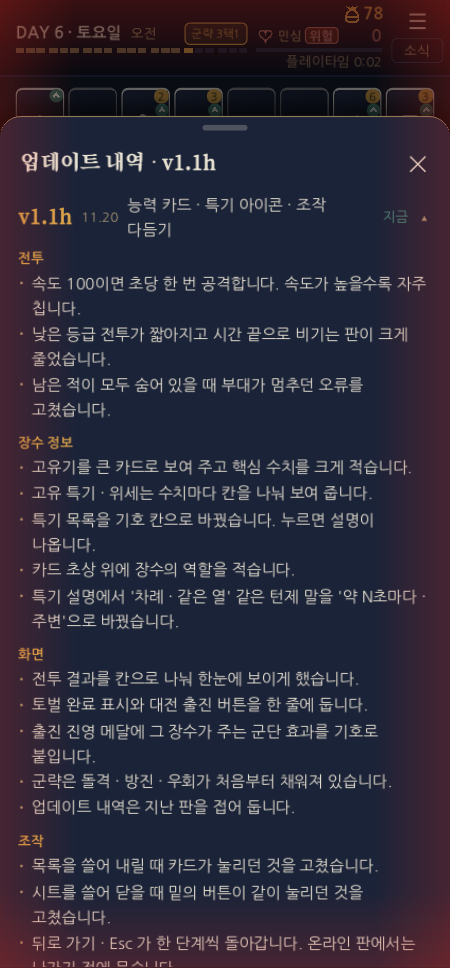 DAY 6 · 토요일 오전
군략 3택1
78
민심 위험 0
소식
플레이타임 0:02
2
3
6
3
업데이트 내역 · v1.1h
v1.1h 11.20 능력 카드 · 특기 아이콘 · 조작
다듬기
지금
전투
· 속도 100이면 초당 한 번 공격합니다. 속도가 높을수록 자주
칩니다.
· 낮은 등급 전투가 짧아지고 시간 끝으로 비기는 판이 크게
줄었습니다.
· 남은 적이 모두 숨어 있을 때 부대가 멈추던 오류를
고쳤습니다.
장수 정보
· 고유기를 큰 카드로 보여 주고 핵심 수치를 크게 적습니다.
· 고유 특기 · 위세는 수치마다 칸을 나눠 보여 줍니다.
· 특기 목록을 기호 칸으로 바꿨습니다. 누르면 설명이
나옵니다.
· 카드 초상 위에 장수의 역할을 적습니다.
· 특기 설명에서 '차례 · 같은 열' 같은 턴제 말을 '약 N초마다 ·
주변'으로 바꿨습니다.
화면
· 전투 결과를 칸으로 나눠 한눈에 보이게 했습니다.
· 토벌 완료 표시와 대전 출진 버튼을 한 줄에 둡니다.
· 출진 진영 메달에 그 장수가 주는 군단 효과를 기호로
붙입니다.
· 군략은 돌격 · 방진 · 우회가 처음부터 채워져 있습니다.
· 업데이트 내역은 지난 판을 접어 둡니다.
조작
· 목록을 쓸어 내릴 때 카드가 눌리던 것을 고쳤습니다.
· 시트를 쓸어 닫을 때 밑의 버튼이 같이 눌리던 것을
고쳤습니다.
· 뒤로 가기 · Esc 가 한 단계씩 돌아갑니다. 온라인 판에서는
나가기 전에 묻습니다.